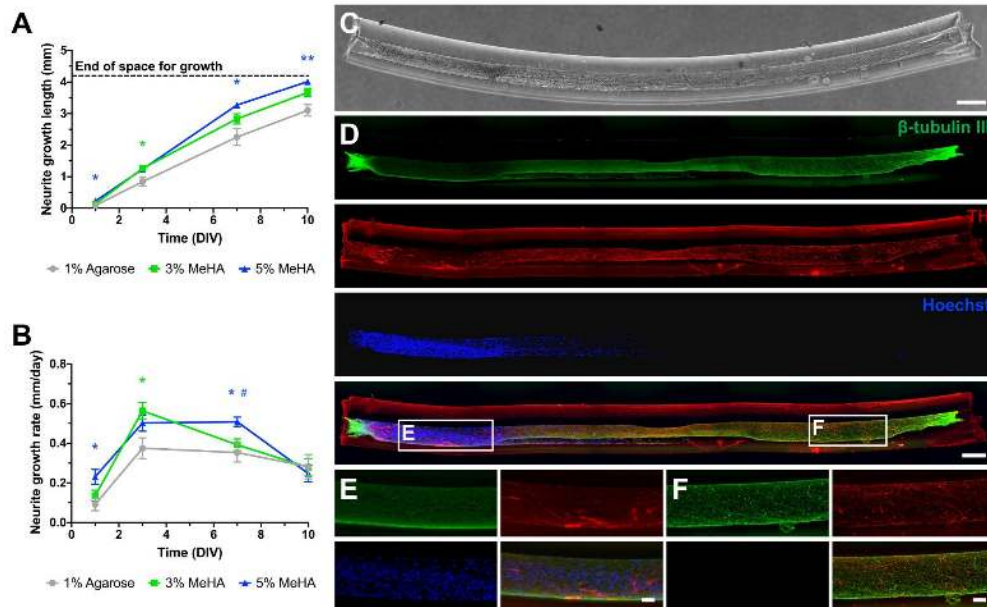 A
Neurite growth length (mm)
5
4
3
2
1
0
End of space for growth
*
*
*
**
0 2 4 6 8 10
Time (DIV)
1% Agarose 3% MeHA 5% MeHA
B
Neurite growth rate (mm/day)
0.8
0.6
0.4
0.2
0.0
*
*
* #
0 2 4 6 8 10
Time (DIV)
1% Agarose 3% MeHA 5% MeHA
C
D
β-tubulin III
TH
Hoechst
E
F
E
F